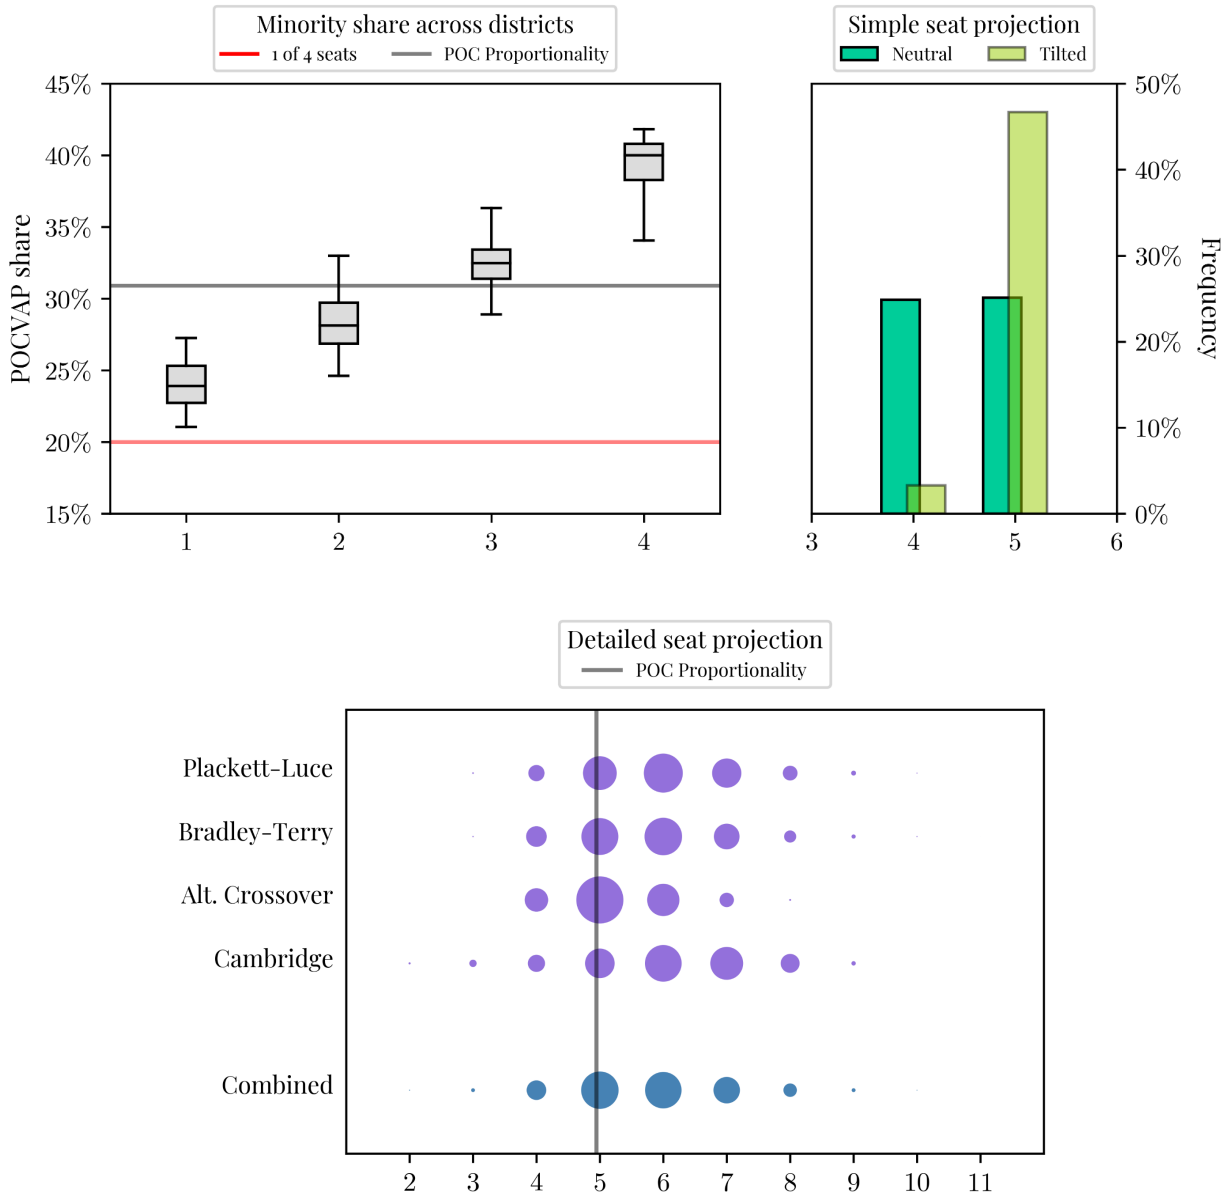 Minority share across districts
1 of 4 seats POC Proportionality
Simple seat projection
Neutral Tilted
45%
40%
35%
30%
25%
20%
15%
POCVAP share
1 2 3 4
50%
40%
30%
20%
10%
0%
Frequency
3 4 5 6
Detailed seat projection
POC Proportionality
Plackett-Luce
Bradley-Terry
Alt. Crossover
Cambridge
Combined
2 3 4 5 6 7 8 9 10 11